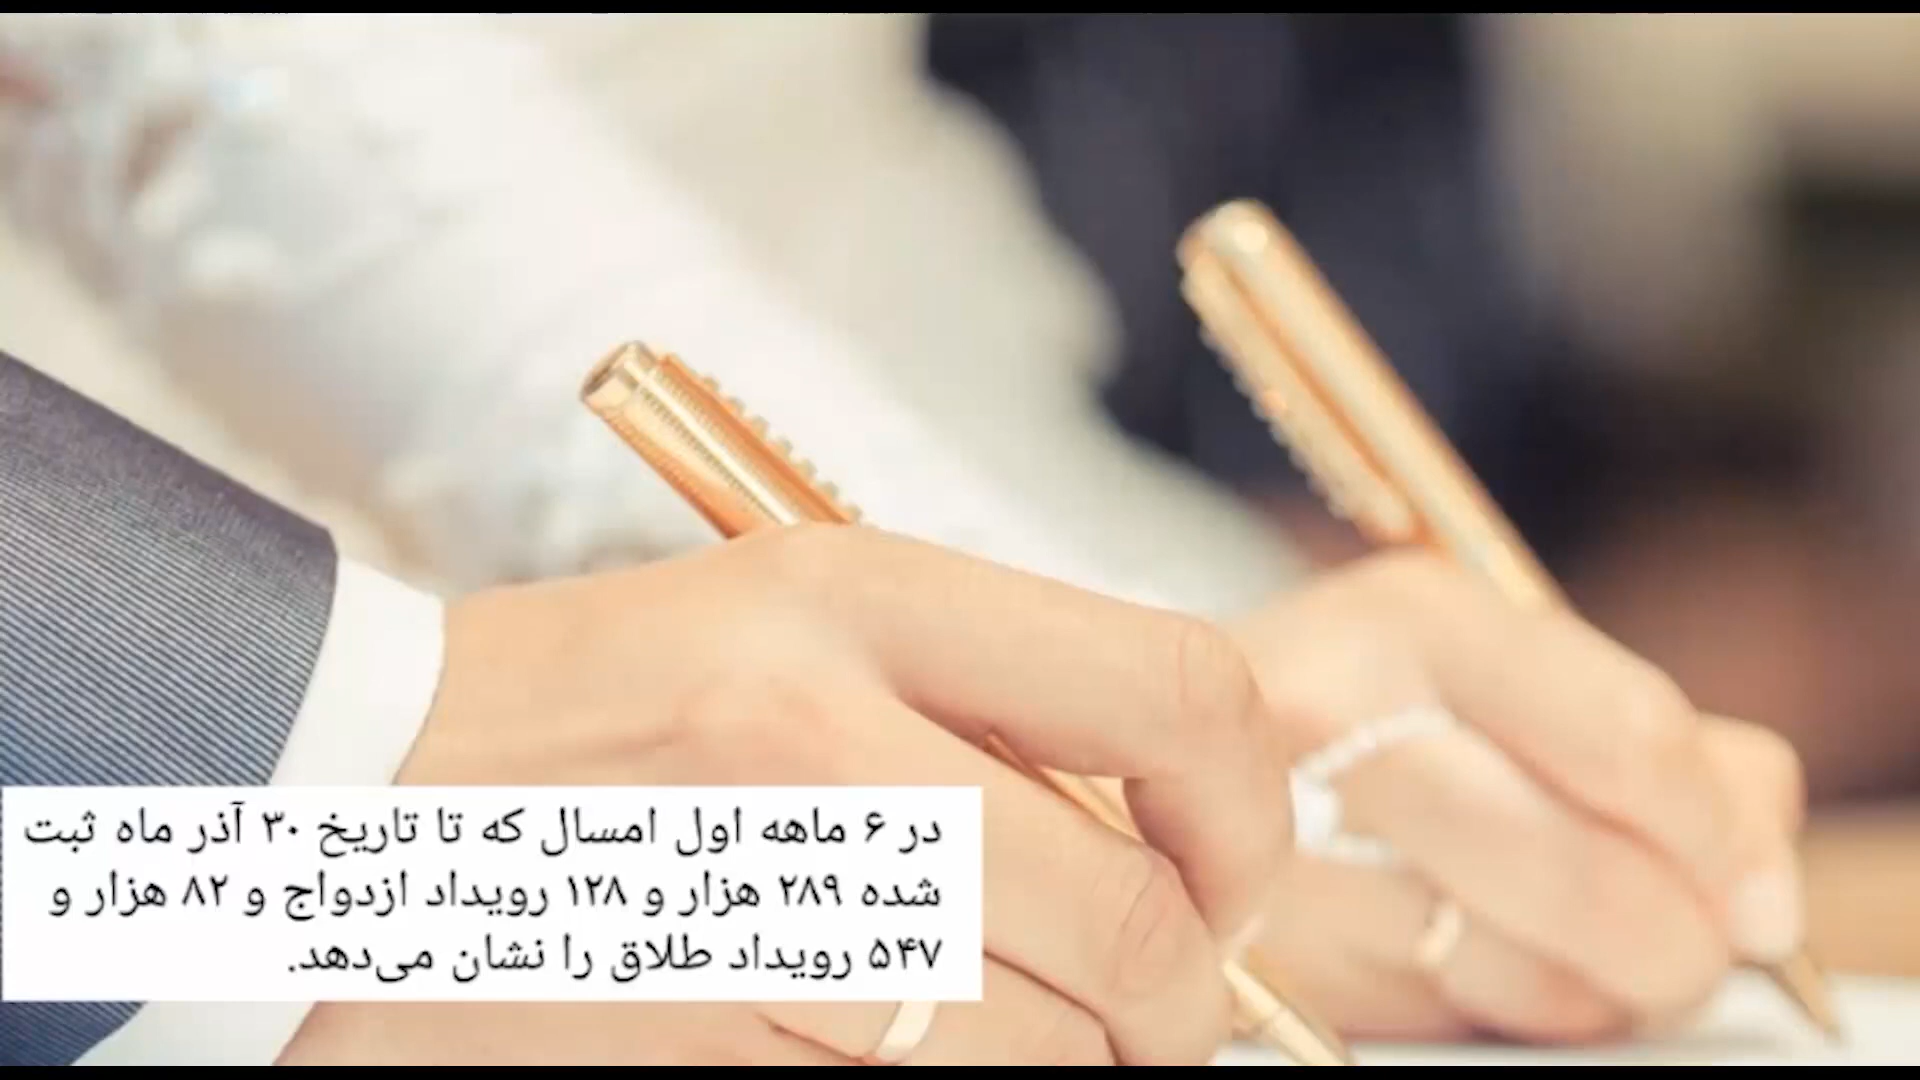 در ۶ ماهه اول امسال که تا تاریخ ۳۰ آذر ماه ثبت
شده ۲۸۹ هزار و ۱۲۸ رویداد ازدواج و ۸۲ هزار و
۵۴۷ رویداد طلاق را نشان می‌دهد.